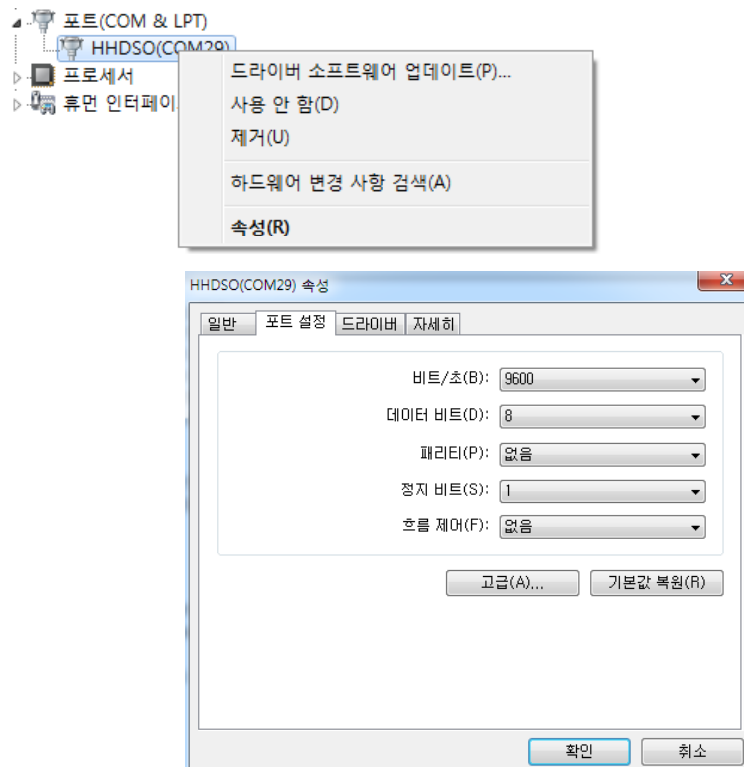 포트(COM & LPT)
HHDSO(COM29)
프로세서
휴먼 인터페이
드라이버 소프트웨어 업데이트(P)...
사용 안 함(D)
제거(U)
하드웨어 변경 사항 검색(A)
속성(R)
HHDSO(COM29) 속성
일반 포트 설정 드라이버 자세히
비트/초(B): 9600
데이터 비트(D): 8
패리티(P): 없음
정지 비트(S): 1
흐름 제어(F): 없음
고급(A)... 기본값 복원(R)
확인 취소